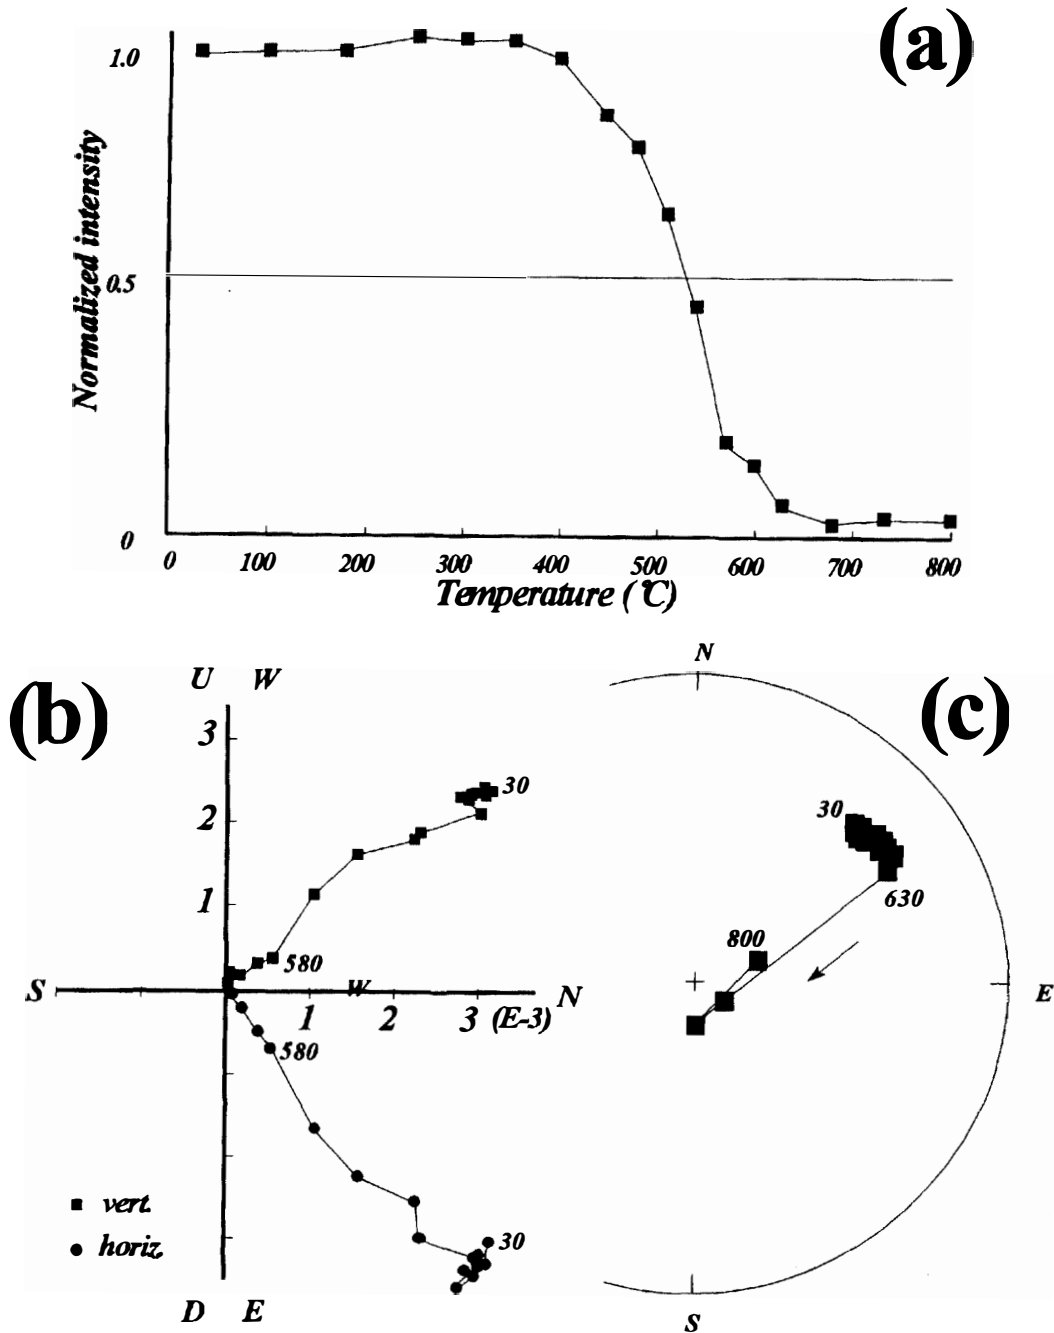 (a)
1.0
Normalized intensity
0.5
0
0 100 200 300 400 500 600 700 800
Temperature (℃)
(b)
U W
3
2
1
30
580
S
W
N
1 2 3 (E-3)
580
30
vert.
horiz.
D E
(c)
N
30
630
800
E
S